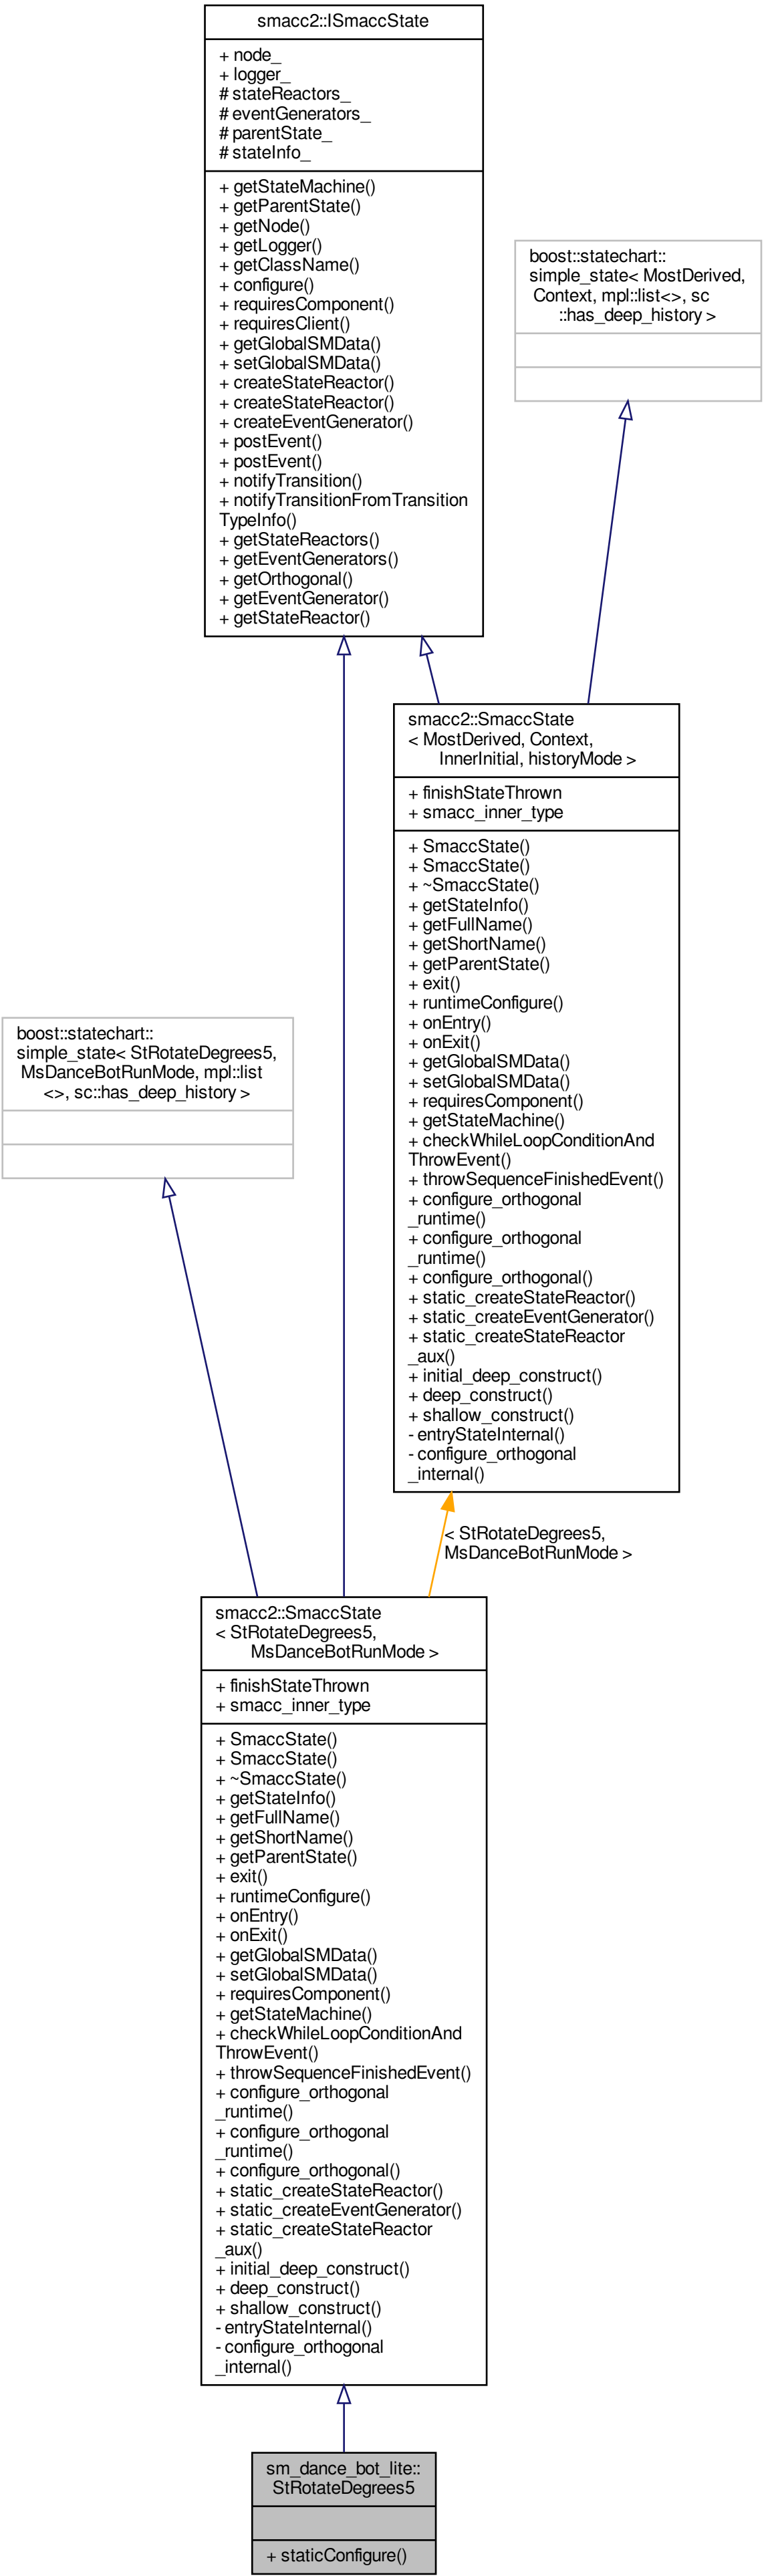 smacc2::ISmaccState
+ node_
+ logger_
# stateReactors_
# eventGenerators_
# parentState_
# stateInfo_
+ getStateMachine()
+ getParentState()
+ getNode()
+ getLogger()
+ getClassName()
+ configure()
+ requiresComponent()
+ requiresClient()
+ getGlobalSMData()
+ setGlobalSMData()
+ createStateReactor()
+ createStateReactor()
+ createEventGenerator()
+ postEvent()
+ postEvent()
+ notifyTransition()
+ notifyTransitionFromTransition
TypeInfo()
+ getStateReactors()
+ getEventGenerators()
+ getOrthogonal()
+ getEventGenerator()
+ getStateReactor()
boost::statechart::
simple_state< MostDerived,
Context, mpl::list<>, sc
::has_deep_history >
smacc2::SmaccState
< MostDerived, Context,
InnerInitial, historyMode >
+ finishStateThrown
+ smacc_inner_type
+ SmaccState()
+ SmaccState()
+ ~SmaccState()
+ getStateInfo()
+ getFullName()
+ getShortName()
+ getParentState()
+ exit()
+ runtimeConfigure()
+ onEntry()
+ onExit()
+ getGlobalSMData()
+ setGlobalSMData()
+ requiresComponent()
+ getStateMachine()
+ checkWhileLoopConditionAnd
ThrowEvent()
+ throwSequenceFinishedEvent()
+ configure_orthogonal
_runtime()
+ configure_orthogonal
_runtime()
+ configure_orthogonal()
+ static_createStateReactor()
+ static_createEventGenerator()
+ static_createStateReactor
_aux()
+ initial_deep_construct()
+ deep_construct()
+ shallow_construct()
- entryStateInternal()
- configure_orthogonal
_internal()
boost::statechart::
simple_state< StRotateDegrees5,
MsDanceBotRunMode, mpl::list
<>, sc::has_deep_history >
< StRotateDegrees5,
MsDanceBotRunMode >
smacc2::SmaccState
< StRotateDegrees5,
MsDanceBotRunMode >
+ finishStateThrown
+ smacc_inner_type
+ SmaccState()
+ SmaccState()
+ ~SmaccState()
+ getStateInfo()
+ getFullName()
+ getShortName()
+ getParentState()
+ exit()
+ runtimeConfigure()
+ onEntry()
+ onExit()
+ getGlobalSMData()
+ setGlobalSMData()
+ requiresComponent()
+ getStateMachine()
+ checkWhileLoopConditionAnd
ThrowEvent()
+ throwSequenceFinishedEvent()
+ configure_orthogonal
_runtime()
+ configure_orthogonal
_runtime()
+ configure_orthogonal()
+ static_createStateReactor()
+ static_createEventGenerator()
+ static_createStateReactor
_aux()
+ initial_deep_construct()
+ deep_construct()
+ shallow_construct()
- entryStateInternal()
- configure_orthogonal
_internal()
sm_dance_bot_lite::
StRotateDegrees5
+ staticConfigure()